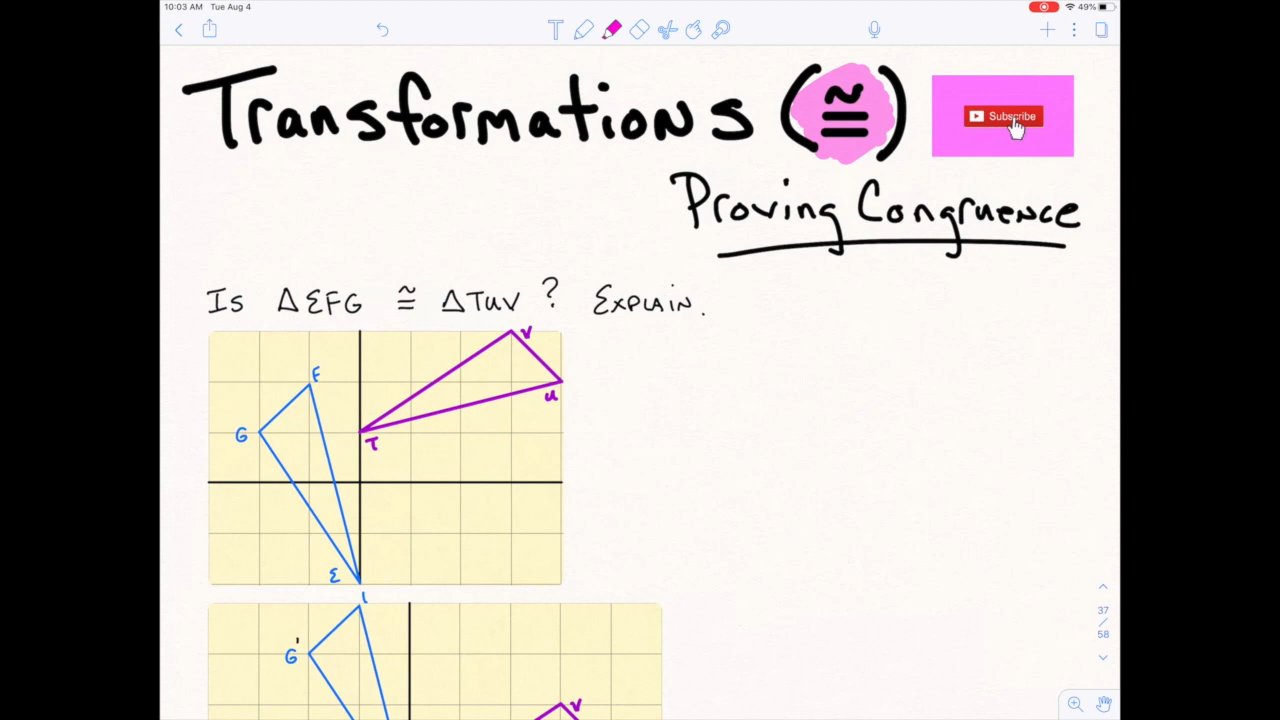 10:03 AM Tue Aug 4
49%
T
Transformations (≅)
Subscribe
Proving Congruence
Is ΔEFG ≅ ΔTUV? Explain.
V
F
U
G
T
E
G'
V
37
/
58